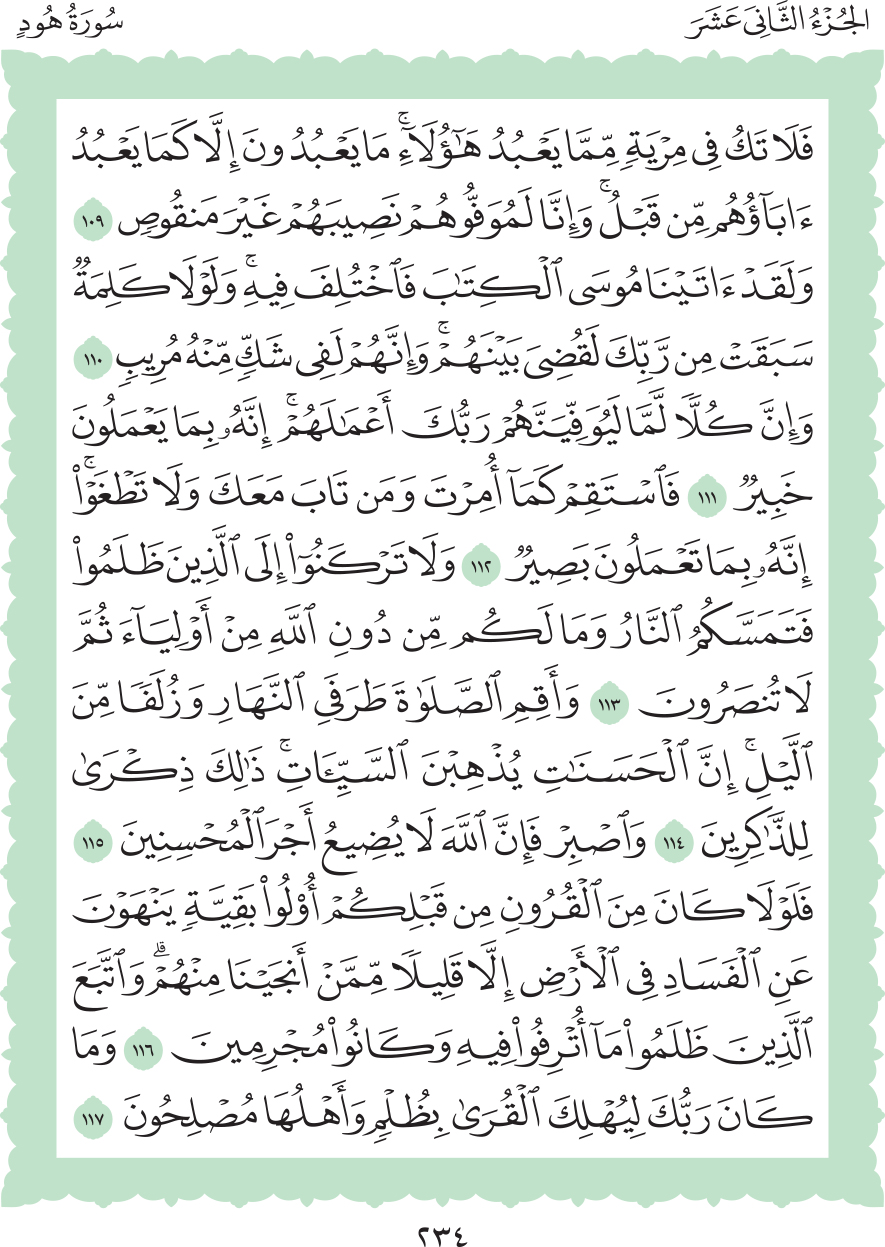 الجُزْءُ الثَّانِيَ عَشَرَ
سُورَةُ هُودٍ
فَلَا تَكُ فِى مِرْيَةٍ مِّمَّا يَعْبُدُ هَـٰٓؤُلَآءِ ۚ مَا يَعْبُدُونَ إِلَّا كَمَا يَعْبُدُ
ءَابَآؤُهُم مِّن قَبْلُ ۚ وَإِنَّا لَمُوَفُّوهُمْ نَصِيبَهُمْ غَيْرَ مَنقُوصٍ ١٠٩
وَلَقَدْ ءَاتَيْنَا مُوسَى ٱلْكِتَـٰبَ فَٱخْتُلِفَ فِيهِ ۚ وَلَوْلَا كَلِمَةٌ
سَبَقَتْ مِن رَّبِّكَ لَقُضِىَ بَيْنَهُمْ ۚ وَإِنَّهُمْ لَفِى شَكٍّ مِّنْهُ مُرِيبٍ ١١٠
وَإِنَّ كُلًّا لَّمَّا لَيُوَفِّيَنَّهُمْ رَبُّكَ أَعْمَـٰلَهُمْ ۚ إِنَّهُۥ بِمَا يَعْمَلُونَ
خَبِيرٌ ١١١ فَٱسْتَقِمْ كَمَآ أُمِرْتَ وَمَن تَابَ مَعَكَ وَلَا تَطْغَوْا۟ ۚ
إِنَّهُۥ بِمَا تَعْمَلُونَ بَصِيرٌ ١١٢ وَلَا تَرْكَنُوٓا۟ إِلَى ٱلَّذِينَ ظَلَمُوا۟
فَتَمَسَّكُمُ ٱلنَّارُ وَمَا لَكُم مِّن دُونِ ٱللَّهِ مِنْ أَوْلِيَآءَ ثُمَّ
لَا تُنصَرُونَ ١١٣ وَأَقِمِ ٱلصَّلَوٰةَ طَرَفَىِ ٱلنَّهَارِ وَزُلَفًا مِّنَ
ٱلَّيْلِ ۚ إِنَّ ٱلْحَسَنَـٰتِ يُذْهِبْنَ ٱلسَّيِّـَٔاتِ ۚ ذَٰلِكَ ذِكْرَىٰ
لِلذَّٰكِرِينَ ١١٤ وَٱصْبِرْ فَإِنَّ ٱللَّهَ لَا يُضِيعُ أَجْرَ ٱلْمُحْسِنِينَ ١١٥
فَلَوْلَا كَانَ مِنَ ٱلْقُرُونِ مِن قَبْلِكُمْ أُو۟لُوا۟ بَقِيَّةٍ يَنْهَوْنَ
عَنِ ٱلْفَسَادِ فِى ٱلْأَرْضِ إِلَّا قَلِيلًا مِّمَّنْ أَنجَيْنَا مِنْهُمْ ۗ وَٱتَّبَعَ
ٱلَّذِينَ ظَلَمُوا۟ مَآ أُتْرِفُوا۟ فِيهِ وَكَانُوا۟ مُجْرِمِينَ ١١٦ وَمَا
كَانَ رَبُّكَ لِيُهْلِكَ ٱلْقُرَىٰ بِظُلْمٍ وَأَهْلُهَا مُصْلِحُونَ ١١٧
٢٣٤